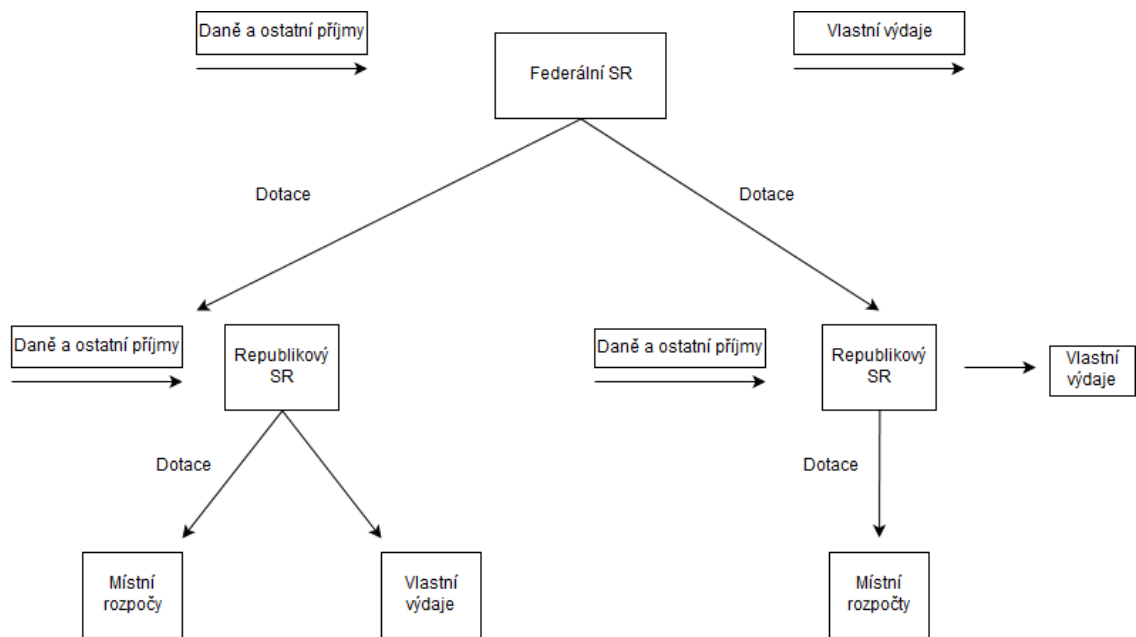 Daně a ostatní příjmy
Vlastní výdaje
Federální SR
Dotace
Dotace
Daně a ostatní příjmy
Republikový
SR
Daně a ostatní příjmy
Republikový
SR
Vlastní
výdaje
Dotace
Dotace
Místní
rozpočy
Vlastní
výdaje
Místní
rozpočty